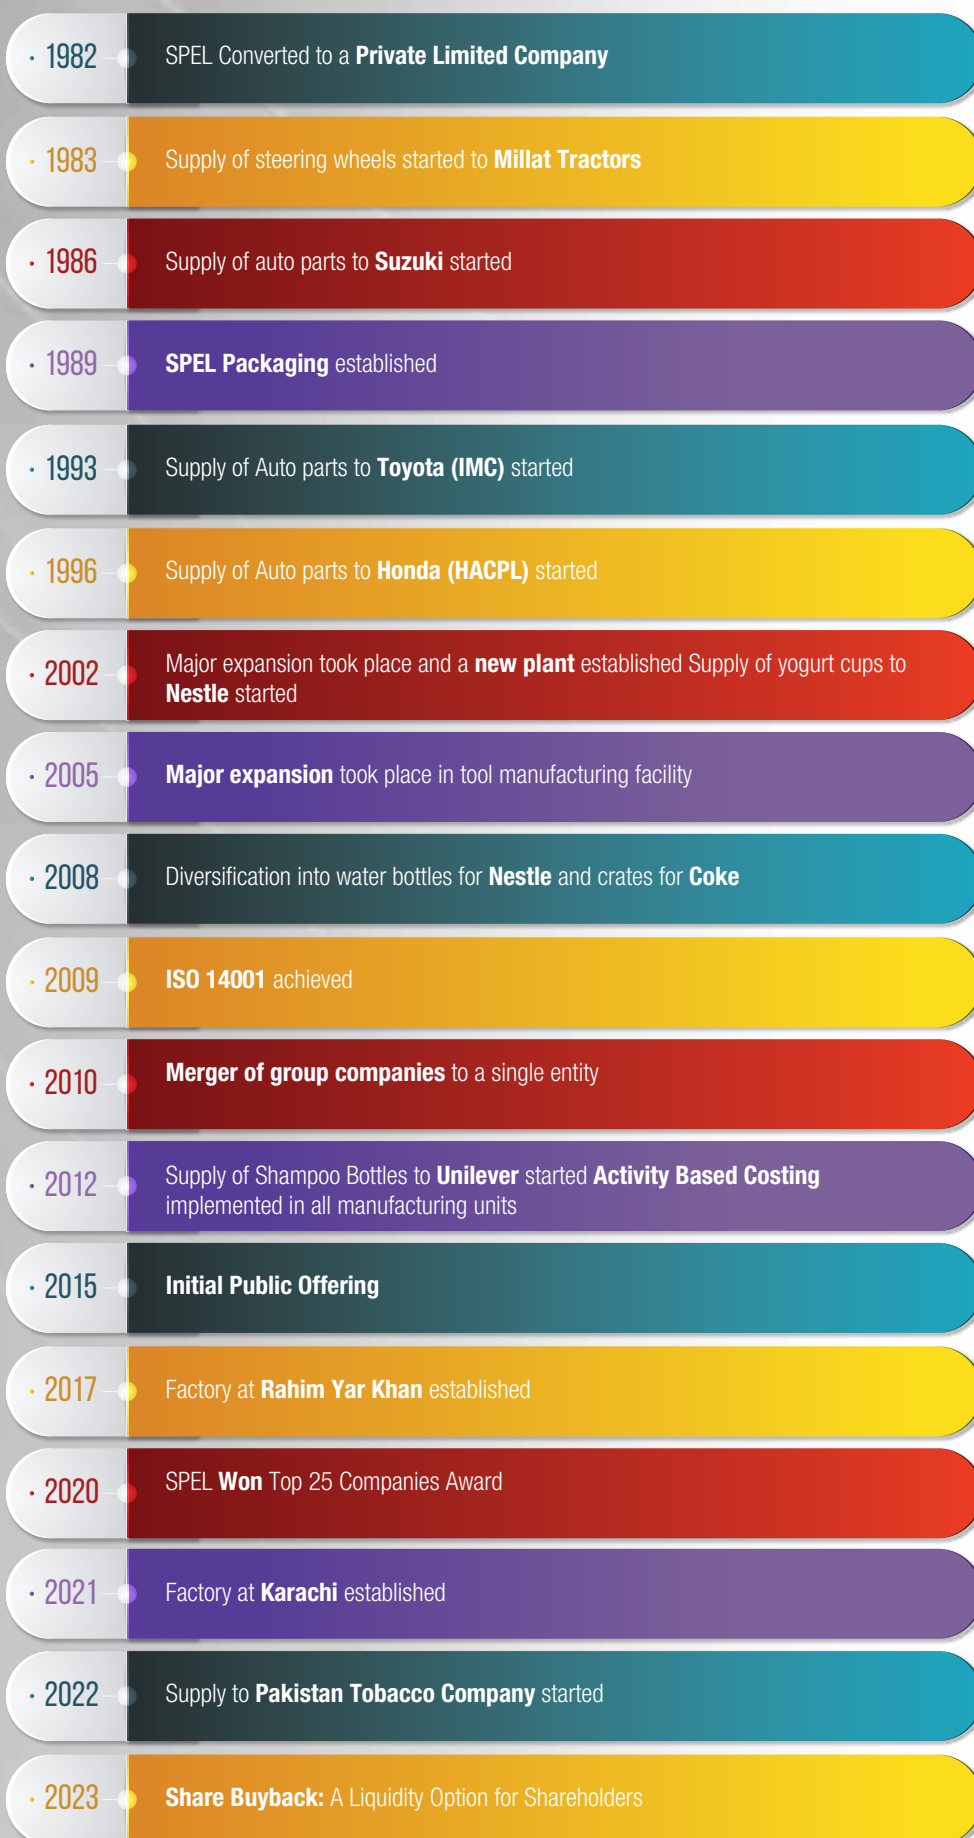 1982
SPEL Converted to a Private Limited Company
1983
Supply of steering wheels started to Millat Tractors
1986
Supply of auto parts to Suzuki started
1989
SPEL Packaging established
1993
Supply of Auto parts to Toyota (IMC) started
1996
Supply of Auto parts to Honda (HACPL) started
2002
Major expansion took place and a new plant established Supply of yogurt cups to
Nestle started
2005
Major expansion took place in tool manufacturing facility
2008
Diversification into water bottles for Nestle and crates for Coke
2009
ISO 14001 achieved
2010
Merger of group companies to a single entity
2012
Supply of Shampoo Bottles to Unilever started Activity Based Costing
implemented in all manufacturing units
2015
Initial Public Offering
2017
Factory at Rahim Yar Khan established
2020
SPEL Won Top 25 Companies Award
2021
Factory at Karachi established
2022
Supply to Pakistan Tobacco Company started
2023
Share Buyback: A Liquidity Option for Shareholders